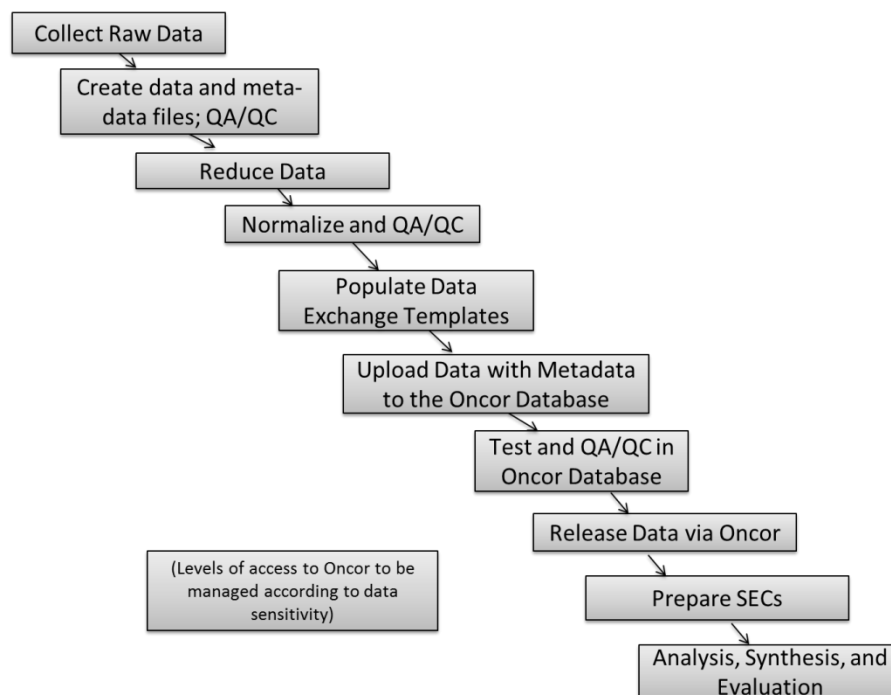 Collect Raw Data
Create data and meta-
data files; QA/QC
Reduce Data
Normalize and QA/QC
Populate Data
Exchange Templates
Upload Data with Metadata
to the Oncor Database
Test and QA/QC in
Oncor Database
Release Data via Oncor
(Levels of access to Oncor to be
managed according to data
sensitivity)
Prepare SECs
Analysis, Synthesis, and
Evaluation